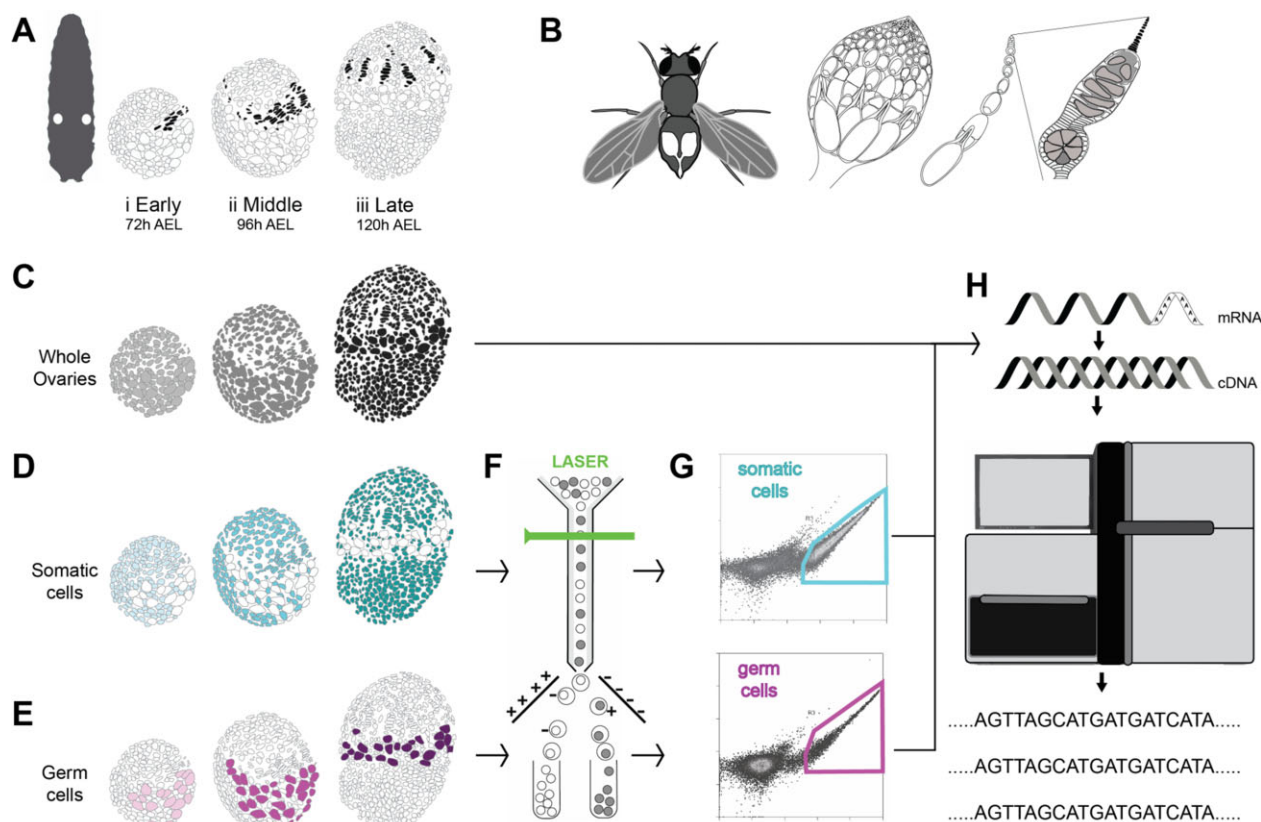 A
B
i Early
72h AEL
ii Middle
96h AEL
iii Late
120h AEL
C
Whole
Ovaries
H
mRNA
cDNA
D
Somatic
cells
F
LASER
G
somatic
cells
E
Germ
cells
+ + + +
- - - -
-
+
-
germ
cells
R3
A A A A A A
.....AGTTAGCATGATGATCATA.....
.....AGTTAGCATGATGATCATA.....
.....AGTTAGCATGATGATCATA.....